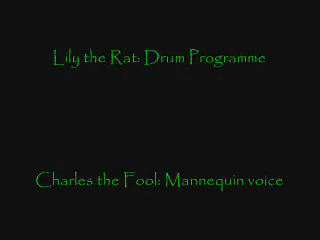 Lily the Rat: Drum Programme
Charles the Fool: Mannequin voice